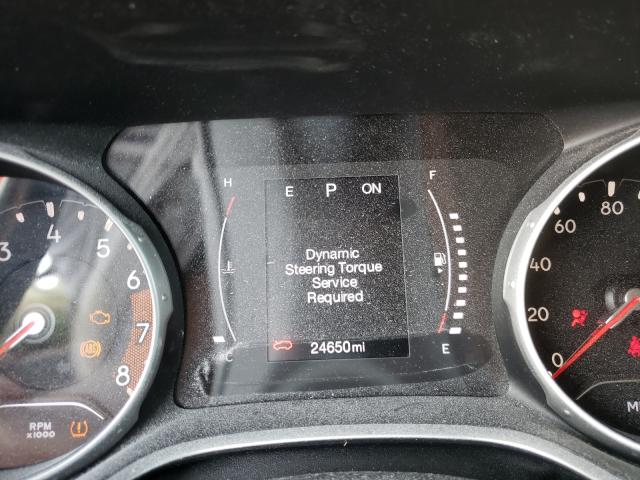 H
E P ON
F
Dynamic
Steering Torque
Service
Required
24650mi
C
E
3
4
5
6
7
8
ABS
RPM
x1000
80
60
40
20
0